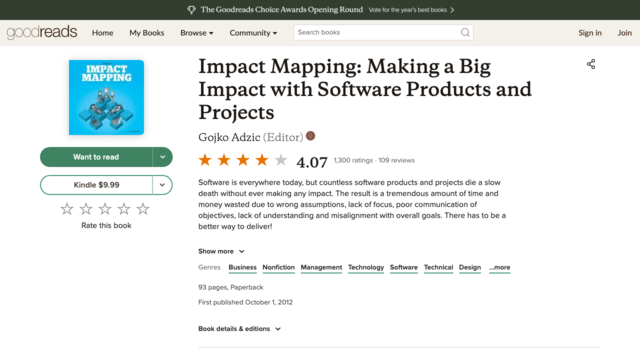 The Goodreads Choice Awards Opening Round Vote for the year's best books
goodreads Home My Books Browse Community Search books Sign in Join
IMPACT
MAPPING
Impact Mapping: Making a Big
Impact with Software Products and
Projects
Gojko Adzic (Editor)
Want to read
4.07 1,300 ratings · 109 reviews
Kindle $9.99
Software is everywhere today, but countless software products and projects die a slow
death without ever making any impact. The result is a tremendous amount of time and
money wasted due to wrong assumptions, lack of focus, poor communication of
objectives, lack of understanding and misalignment with overall goals. There has to be a
better way to deliver!
Rate this book
Show more
Genres Business Nonfiction Management Technology Software Technical Design ...more
93 pages, Paperback
First published October 1, 2012
Book details & editions